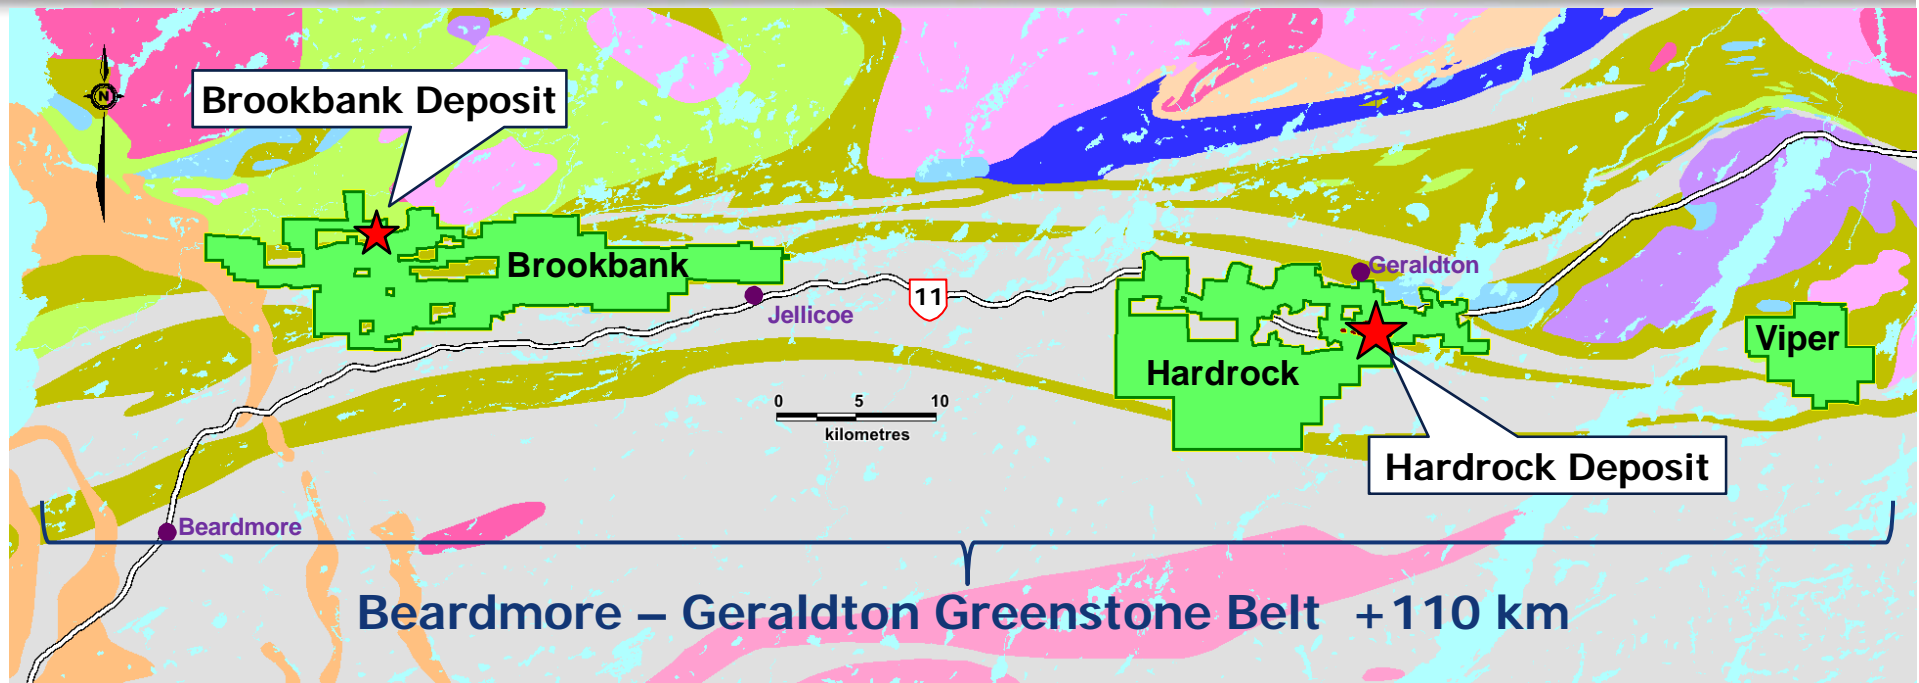 Brookbank Deposit
N
Brookbank
Geraldton
11
Jellicoe
Viper
Hardrock
0 5 10
kilometres
Hardrock Deposit
Beardmore
Beardmore – Geraldton Greenstone Belt +110 km